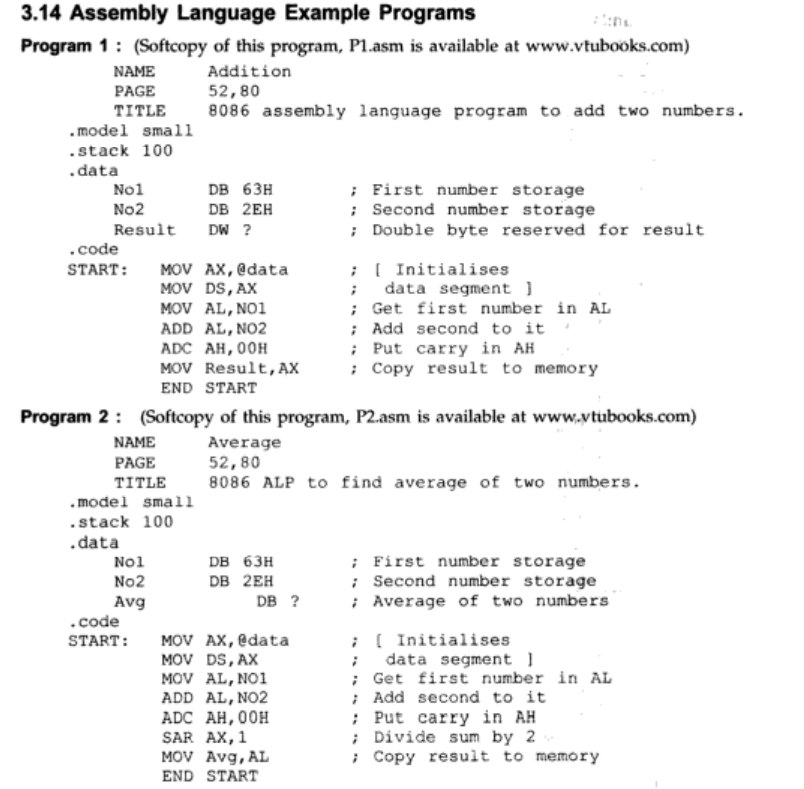 3.14 Assembly Language Example Programs
Program 1 : (Softcopy of this program, P1.asm is available at www.vtubooks.com)
NAME Addition
PAGE 52,80
TITLE 8086 assembly language program to add two numbers.
.model small
.stack 100
.data
No1 DB 63H ; First number storage
No2 DB 2EH ; Second number storage
Result DW ? ; Double byte reserved for result
.code
START: MOV AX,@data ; [ Initialises
MOV DS,AX ; data segment ]
MOV AL,NO1 ; Get first number in AL
ADD AL,NO2 ; Add second to it
ADC AH,00H ; Put carry in AH
MOV Result,AX ; Copy result to memory
END START
Program 2 : (Softcopy of this program, P2.asm is available at www.vtubooks.com)
NAME Average
PAGE 52,80
TITLE 8086 ALP to find average of two numbers.
.model small
.stack 100
.data
No1 DB 63H ; First number storage
No2 DB 2EH ; Second number storage
Avg DB ? ; Average of two numbers
.code
START: MOV AX,@data ; [ Initialises
MOV DS,AX ; data segment ]
MOV AL,NO1 ; Get first number in AL
ADD AL,NO2 ; Add second to it
ADC AH,00H ; Put carry in AH
SAR AX,1 ; Divide sum by 2
MOV Avg,AL ; Copy result to memory
END START